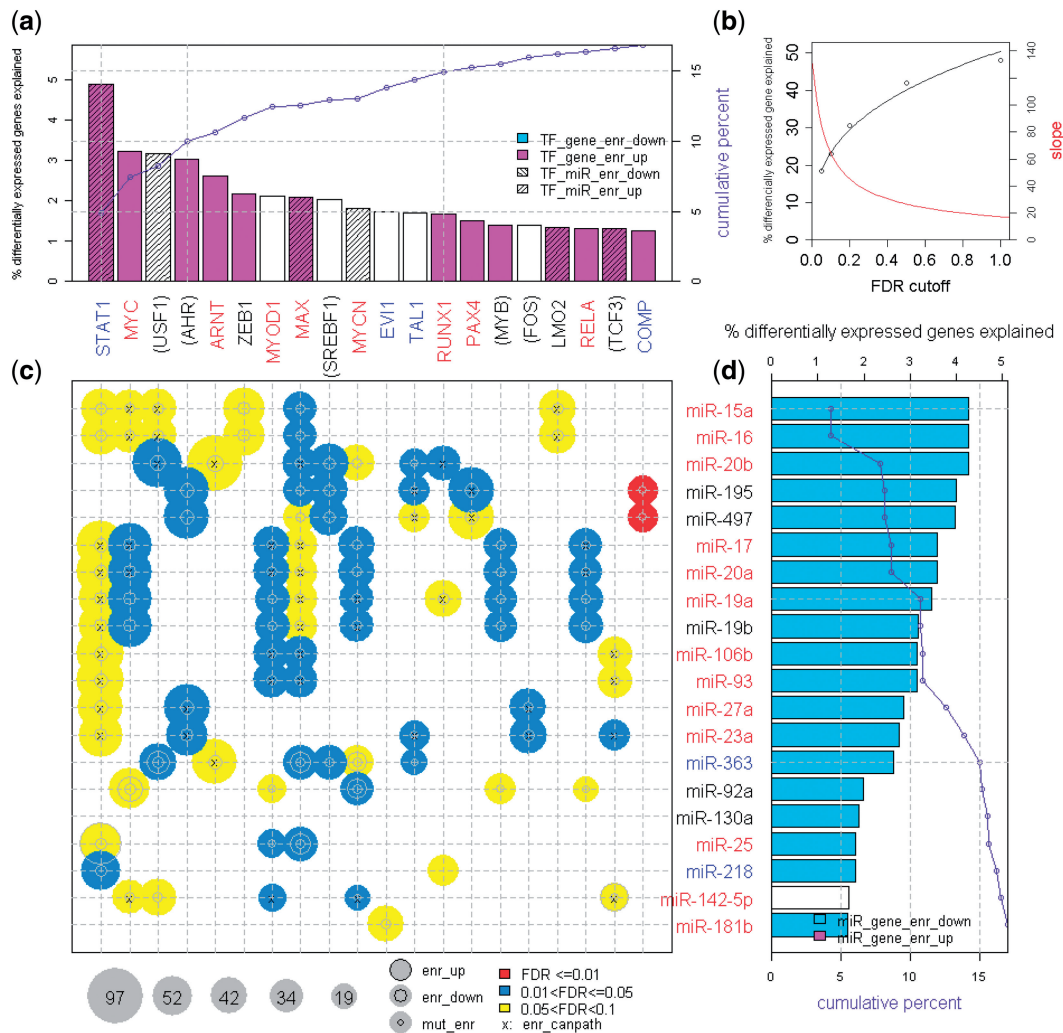 (a)
% differentially expressed genes explained
5
4
3
2
1
0
15
10
5
0
cumulative percent
TF_gene_enr_down
TF_gene_enr_up
TF_miR_enr_down
TF_miR_enr_up
STAT1
MYC
(USF1)
(AHR)
ARNT
ZEB1
MYOD1
MAX
(SREBF1)
MYCN
EVI1
TAL1
RUNX1
PAX4
(MYB)
(FOS)
LMO2
RELA
(TCF3)
COMP
(b)
% differencially expressed gene explained
50
40
30
20
10
0
140
100
80
60
40
20
0
slope
0.0 0.2 0.4 0.6 0.8 1.0
FDR cutoff
(c)
97 52 42 34 19
enr_up
enr_down
mut_enr
FDR <=0.01
0.01<FDR<=0.05
0.05<FDR<0.1
x: enr_canpath
% differentially expressed genes explained
(d)
0 1 2 3 4 5
miR-15a
miR-16
miR-20b
miR-195
miR-497
miR-17
miR-20a
miR-19a
miR-19b
miR-106b
miR-93
miR-27a
miR-23a
miR-363
miR-92a
miR-130a
miR-25
miR-218
miR-142-5p
miR-181b
miR_gene_enr_down
miR_gene_enr_up
0 5 10 15
cumulative percent